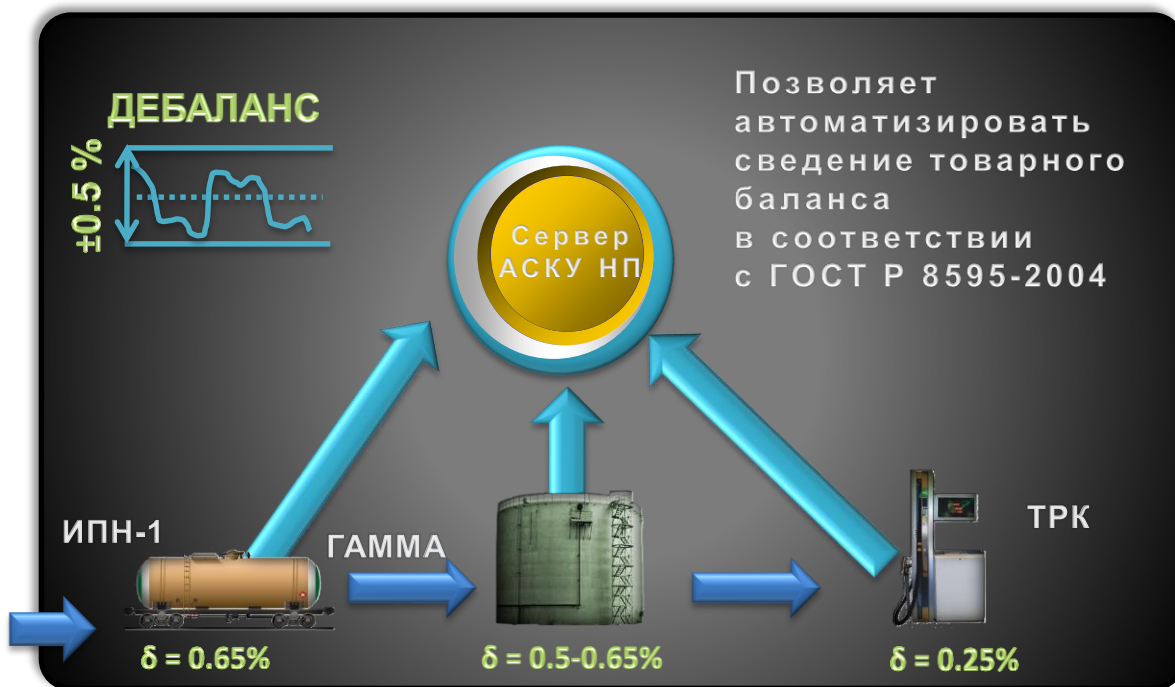 ДЕБАЛАНС
±0.5 %
Позволяет
автоматизировать
сведение товарного
баланса
в соответствии
с ГОСТ Р 8595-2004
Сервер
АСКУ НП
ИПН-1
ГАММА
ТРК
δ = 0.65%
δ = 0.5-0.65%
δ = 0.25%